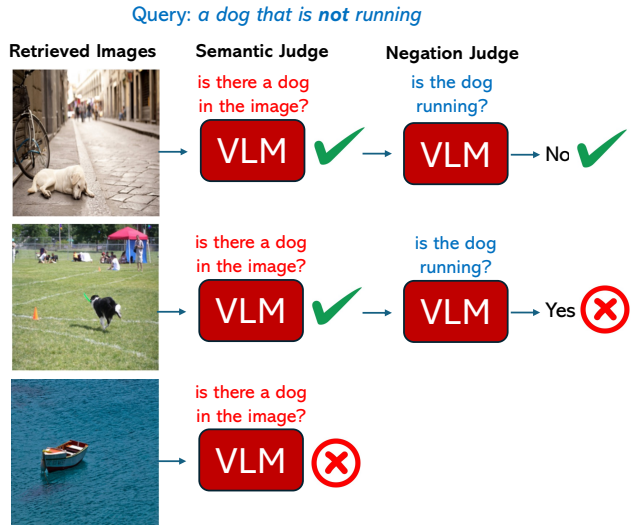 Query: a dog that is not running
Retrieved Images Semantic Judge Negation Judge
is there a dog
in the image?
is the dog
running?
VLM
VLM
No
is there a dog
in the image?
is the dog
running?
VLM
VLM
Yes
is there a dog
in the image?
VLM